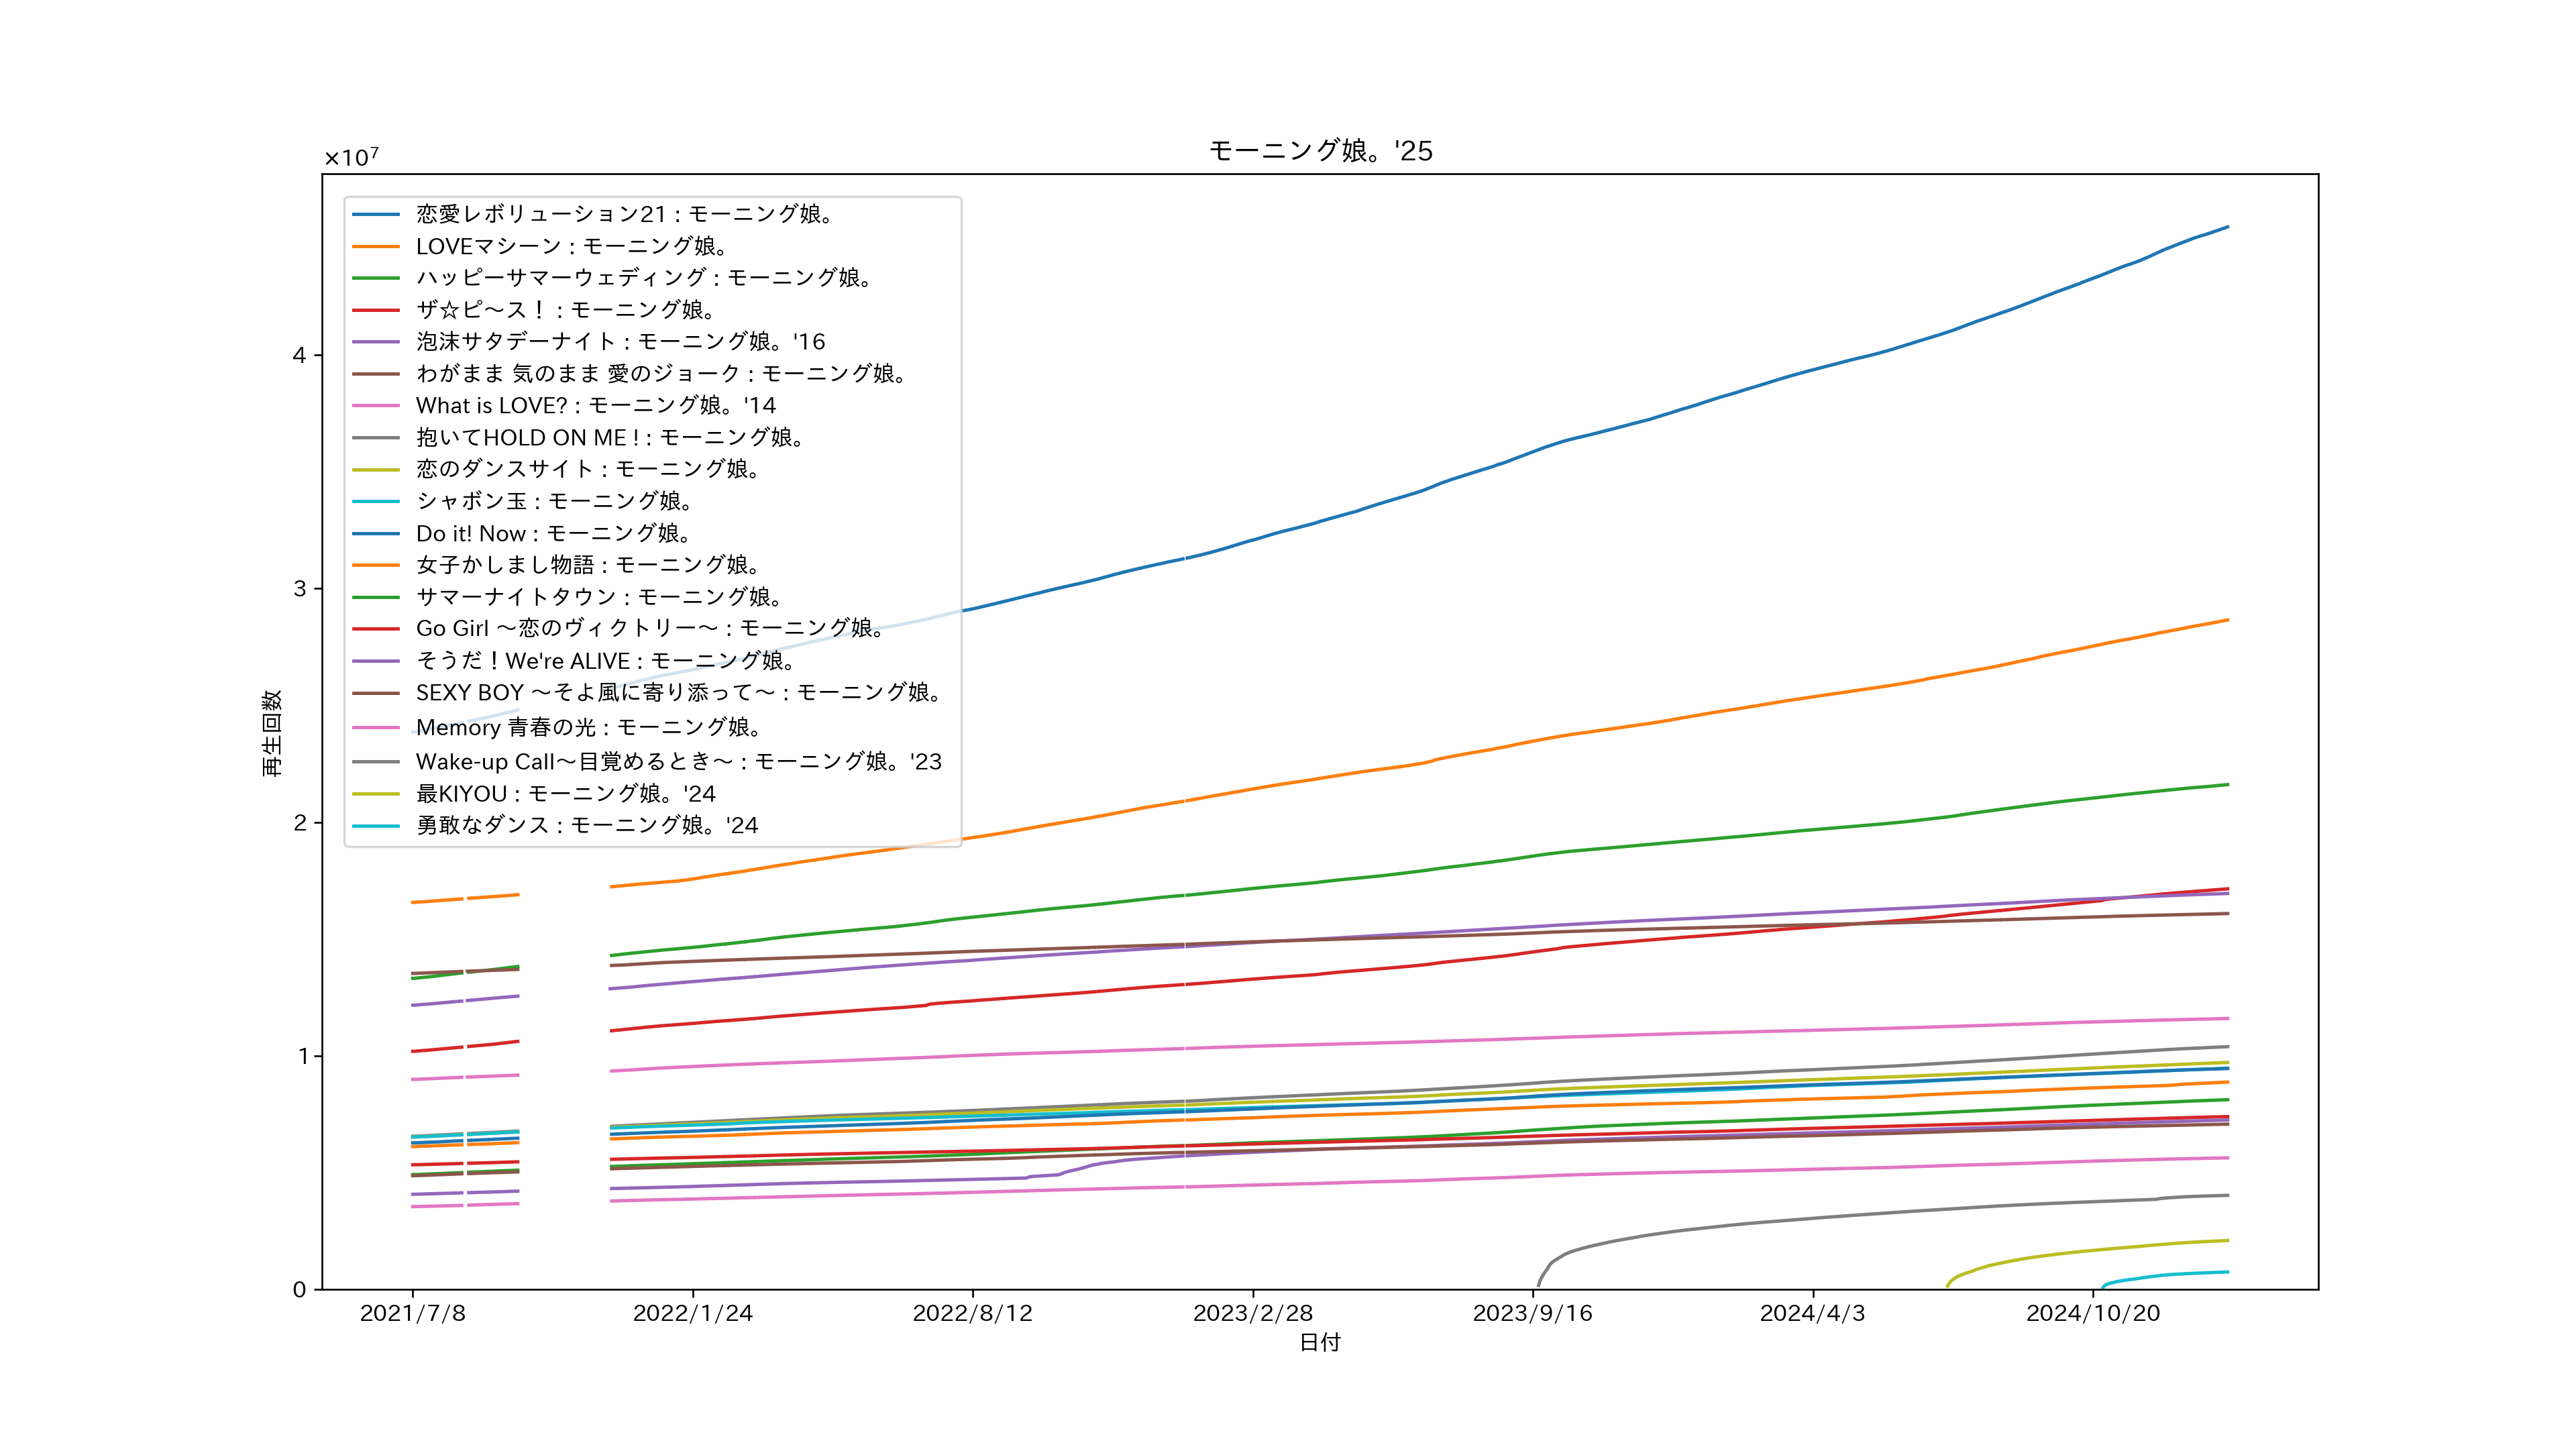 モーニング娘。'25
×10⁷
恋愛レボリューション21 : モーニング娘。
LOVEマシーン : モーニング娘。
ハッピーサマーウェディング : モーニング娘。
ザ☆ピ〜ス！ : モーニング娘。
泡沫サタデーナイト : モーニング娘。'16
わがまま 気のまま 愛のジョーク : モーニング娘。
What is LOVE? : モーニング娘。'14
抱いてHOLD ON ME ! : モーニング娘。
恋のダンスサイト : モーニング娘。
シャボン玉 : モーニング娘。
Do it! Now : モーニング娘。
女子かしまし物語 : モーニング娘。
サマーナイトタウン : モーニング娘。
Go Girl 〜恋のヴィクトリー〜 : モーニング娘。
そうだ！We're ALIVE : モーニング娘。
SEXY BOY 〜そよ風に寄り添って〜 : モーニング娘。
Memory 青春の光 : モーニング娘。
Wake-up Call〜目覚めるとき〜 : モーニング娘。'23
最KIYOU : モーニング娘。'24
勇敢なダンス : モーニング娘。'24
再生回数
4
3
2
1
0
2021/7/8
2022/1/24
2022/8/12
2023/2/28
2023/9/16
2024/4/3
2024/10/20
日付